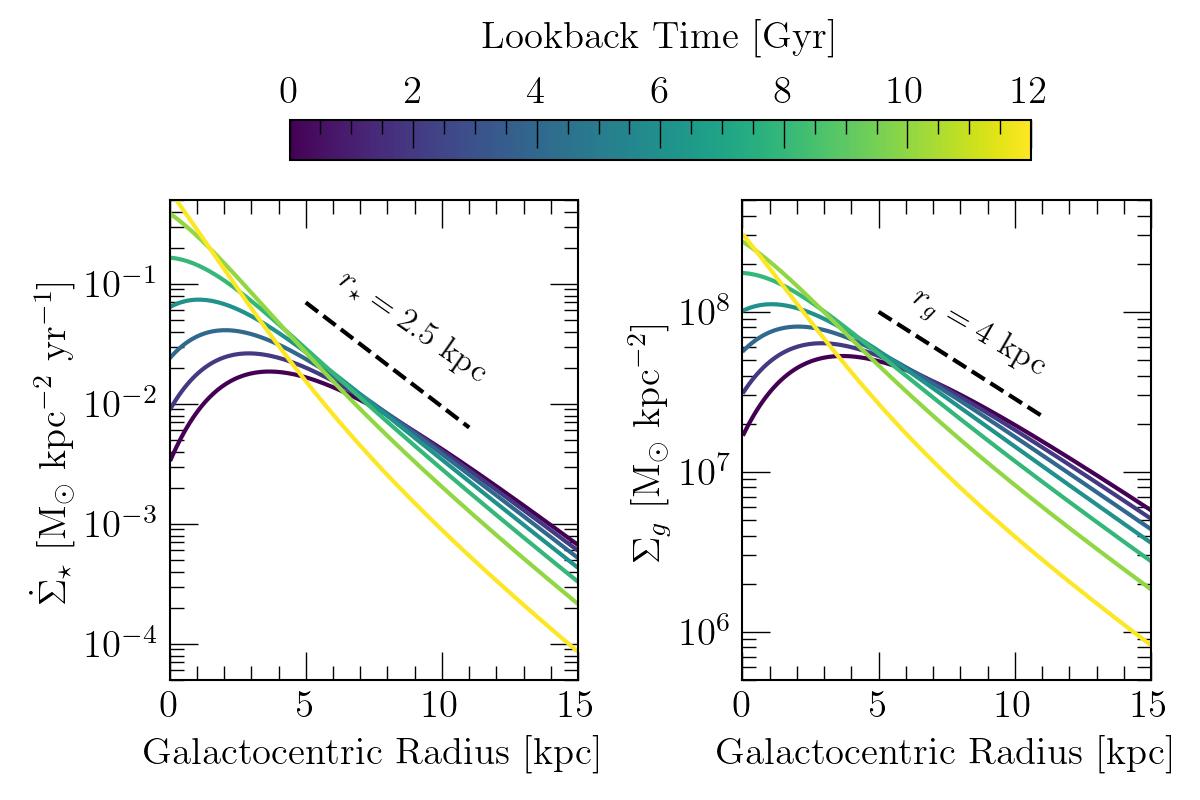 Lookback Time [Gyr]
0 2 4 6 8 10 12
Σ̇⋆ [M⊙ kpc⁻² yr⁻¹]
10⁻¹
10⁻²
10⁻³
10⁻⁴
r⋆ = 2.5 kpc
0 5 10 15
Galactocentric Radius [kpc]
Σg [M⊙ kpc⁻²]
10⁸
10⁷
10⁶
rg = 4 kpc
0 5 10 15
Galactocentric Radius [kpc]